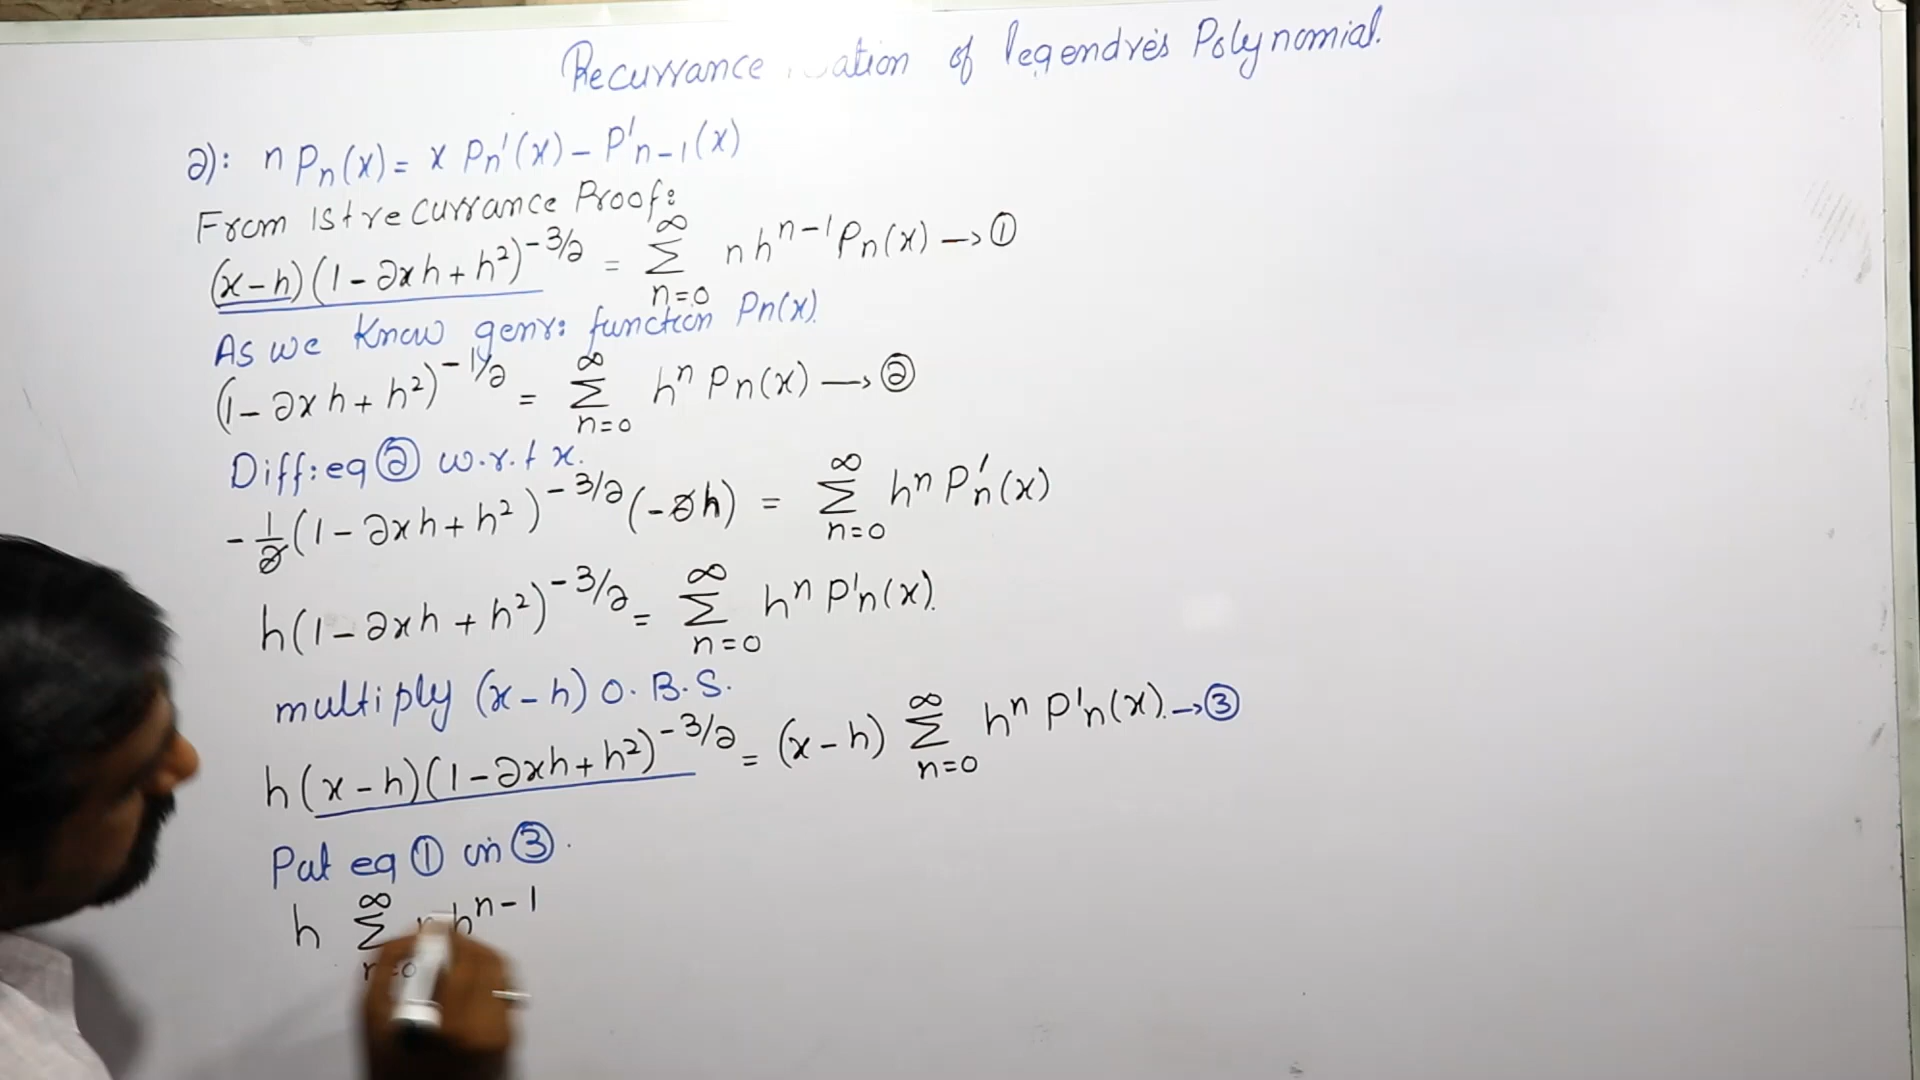 Recurrance ation of legendre's Polynomial.
2): n Pn(x) = x Pn'(x) - P'n-1(x)
From 1st recurrance Proof:
(x-h)(1-2xh+h²)^-3/2 = ∞ Σ n=0 n h^n-1 Pn(x) → ①
As we Know genr: function Pn(x).
(1-2xh+h²)^-1/2 = ∞ Σ n=0 h^n Pn(x) → ②
Diff: eq ② w.r.t x.
-1/2 (1-2xh+h²)^-3/2 (-2h) = ∞ Σ n=0 h^n P'n(x)
h(1-2xh+h²)^-3/2 = ∞ Σ n=0 h^n P'n(x).
multiply (x-h) O.B.S.
h(x-h)(1-2xh+h²)^-3/2 = (x-h) ∞ Σ n=0 h^n P'n(x). → ③
Put eq ① in ③.
h ∞ Σ n=0 h^n-1